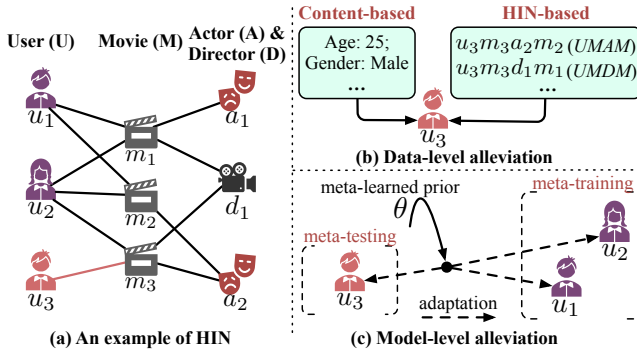 User (U) Movie (M) Actor (A) &
Director (D)
u1
u2
u3
m1
m2
m3
a1
d1
a2
(a) An example of HIN
Content-based HIN-based
Age: 25;
Gender: Male
...
u3m3a2m2 (UMAM)
u3m3d1m1 (UMDM)
...
u3
(b) Data-level alleviation
meta-learned prior
θ
meta-training
meta-testing
u3
u2
u1
adaptation
(c) Model-level alleviation